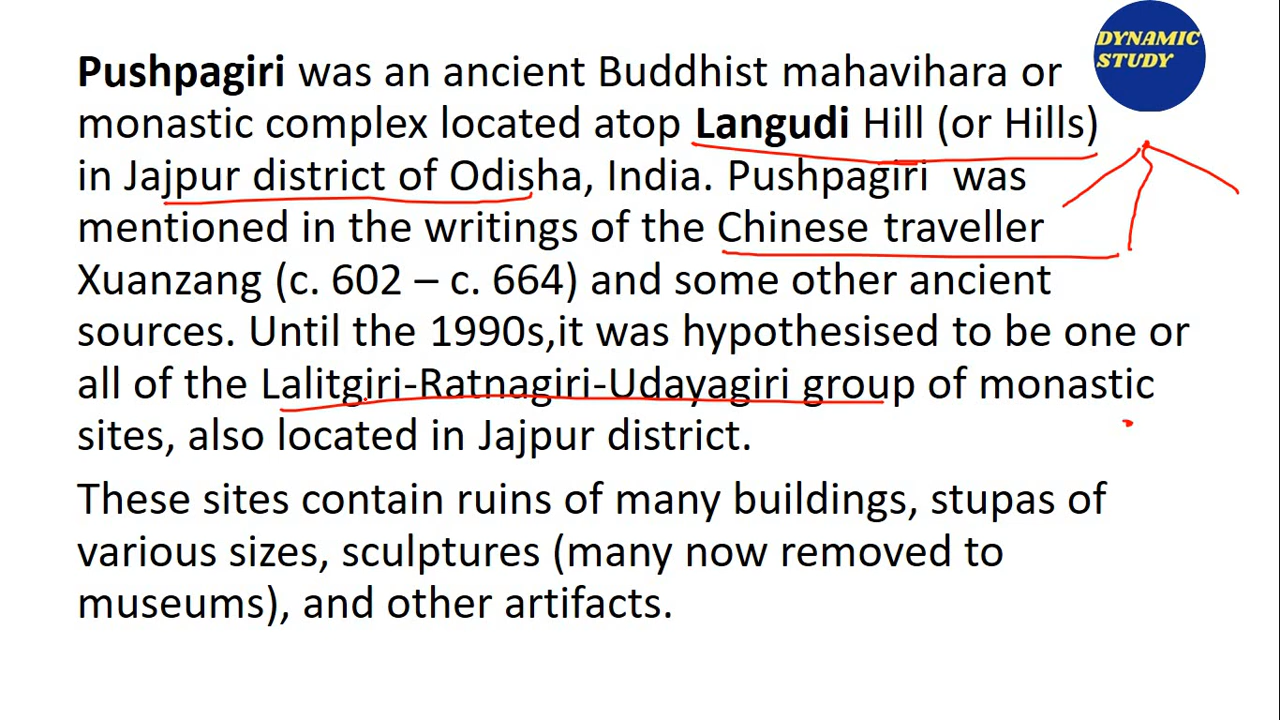 DYNAMIC
STUDY
Pushpagiri was an ancient Buddhist mahavihara or
monastic complex located atop Langudi Hill (or Hills)
in Jajpur district of Odisha, India. Pushpagiri was
mentioned in the writings of the Chinese traveller
Xuanzang (c. 602 – c. 664) and some other ancient
sources. Until the 1990s,it was hypothesised to be one or
all of the Lalitgiri-Ratnagiri-Udayagiri group of monastic
sites, also located in Jajpur district.
These sites contain ruins of many buildings, stupas of
various sizes, sculptures (many now removed to
museums), and other artifacts.